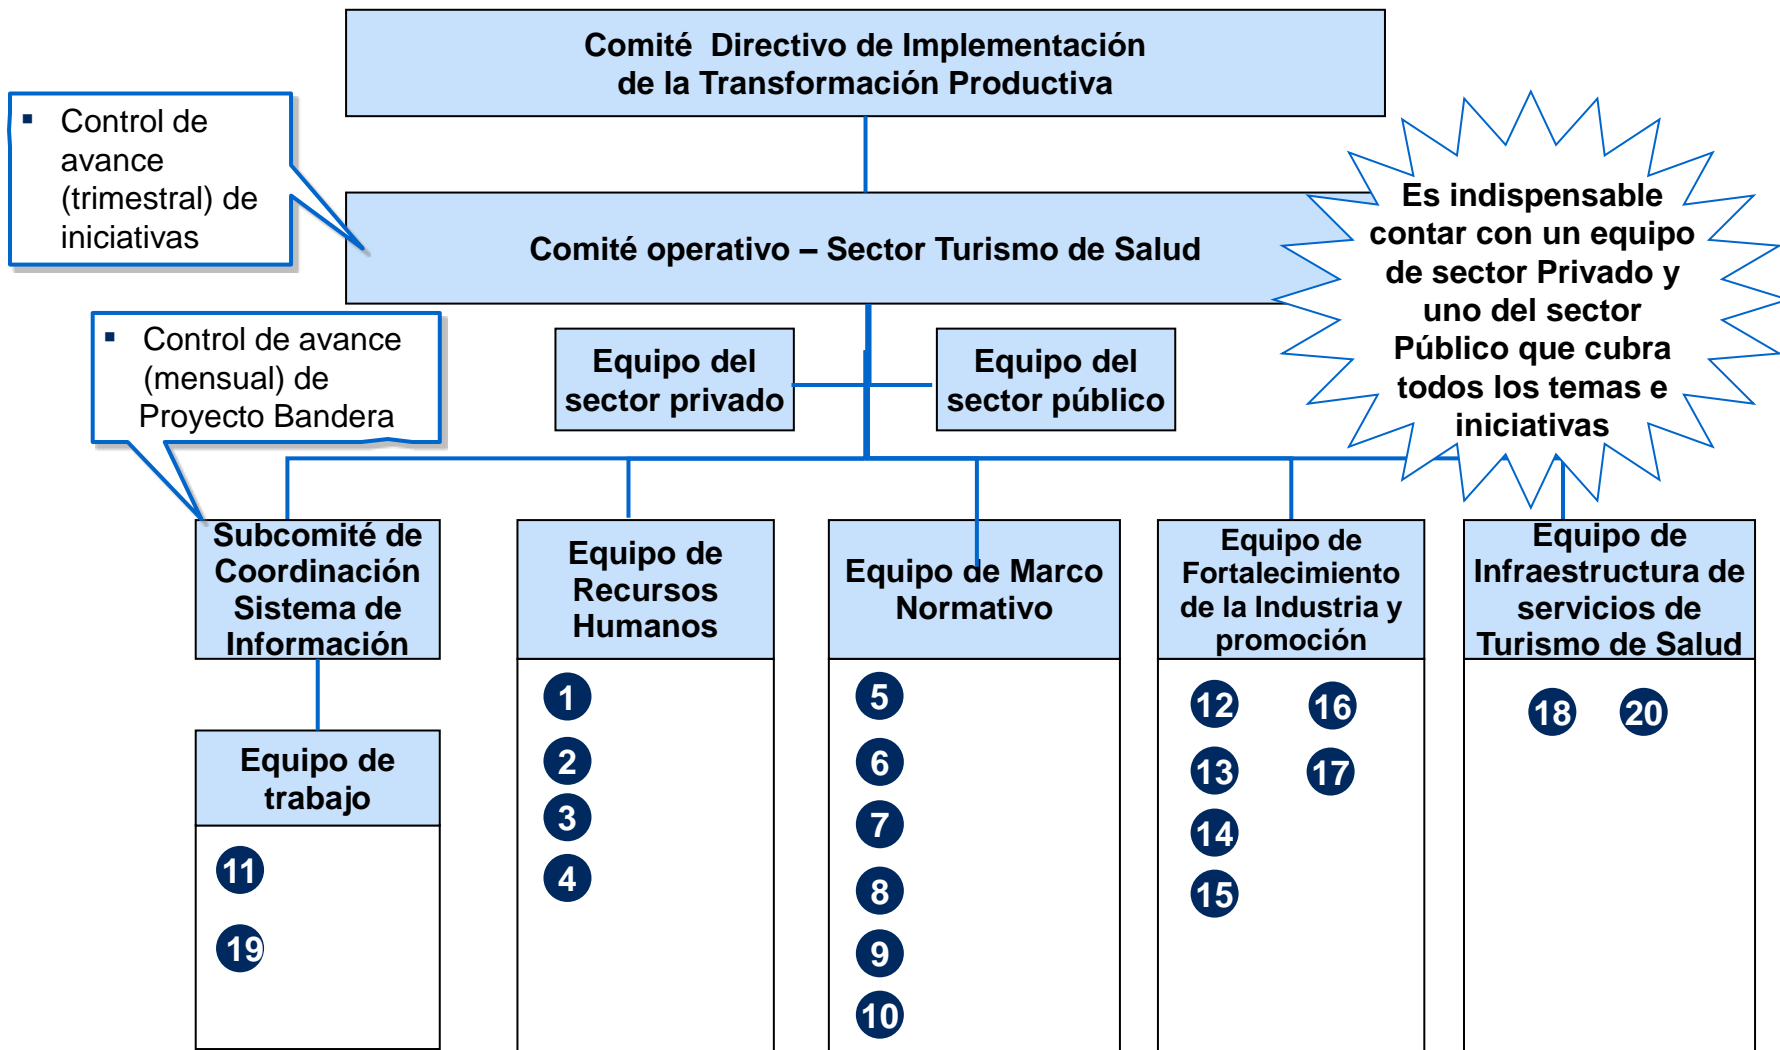 Comité Directivo de Implementación
de la Transformación Productiva
▪ Control de
avance
(trimestral) de
iniciativas
Comité operativo – Sector Turismo de Salud
Es indispensable
contar con un equipo
de sector Privado y
uno del sector
Público que cubra
todos los temas e
iniciativas
▪ Control de avance
(mensual) de
Proyecto Bandera
Equipo del
sector privado
Equipo del
sector público
Subcomité de
Coordinación
Sistema de
Información
Equipo de
trabajo
11
19
Equipo de
Recursos
Humanos
1
2
3
4
Equipo de Marco
Normativo
5
6
7
8
9
10
Equipo de
Fortalecimiento
de la Industria y
promoción
12
13
14
15
16
17
Equipo de
Infraestructura de
servicios de
Turismo de Salud
18 20